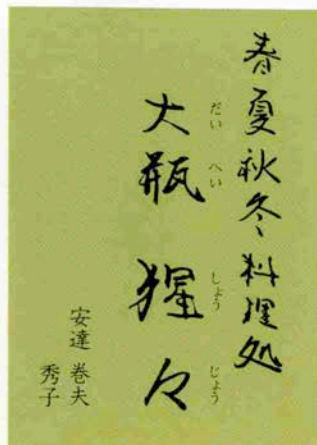 春夏秋冬料理処
大瓶猩々
だいへいしょうじょう
安達 巻夫
秀子